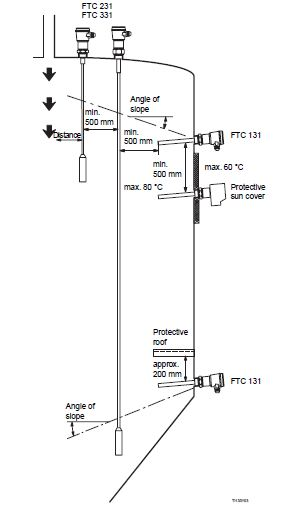 FTC 231
FTC 331
Angle of
slope
Distance
min.
500 mm
min.
500 mm
FTC 131
min.
500 mm
max. 60 °C
max. 80 °C
Protective
sun cover
Protective
roof
approx.
200 mm
FTC 131
Angle of
slope